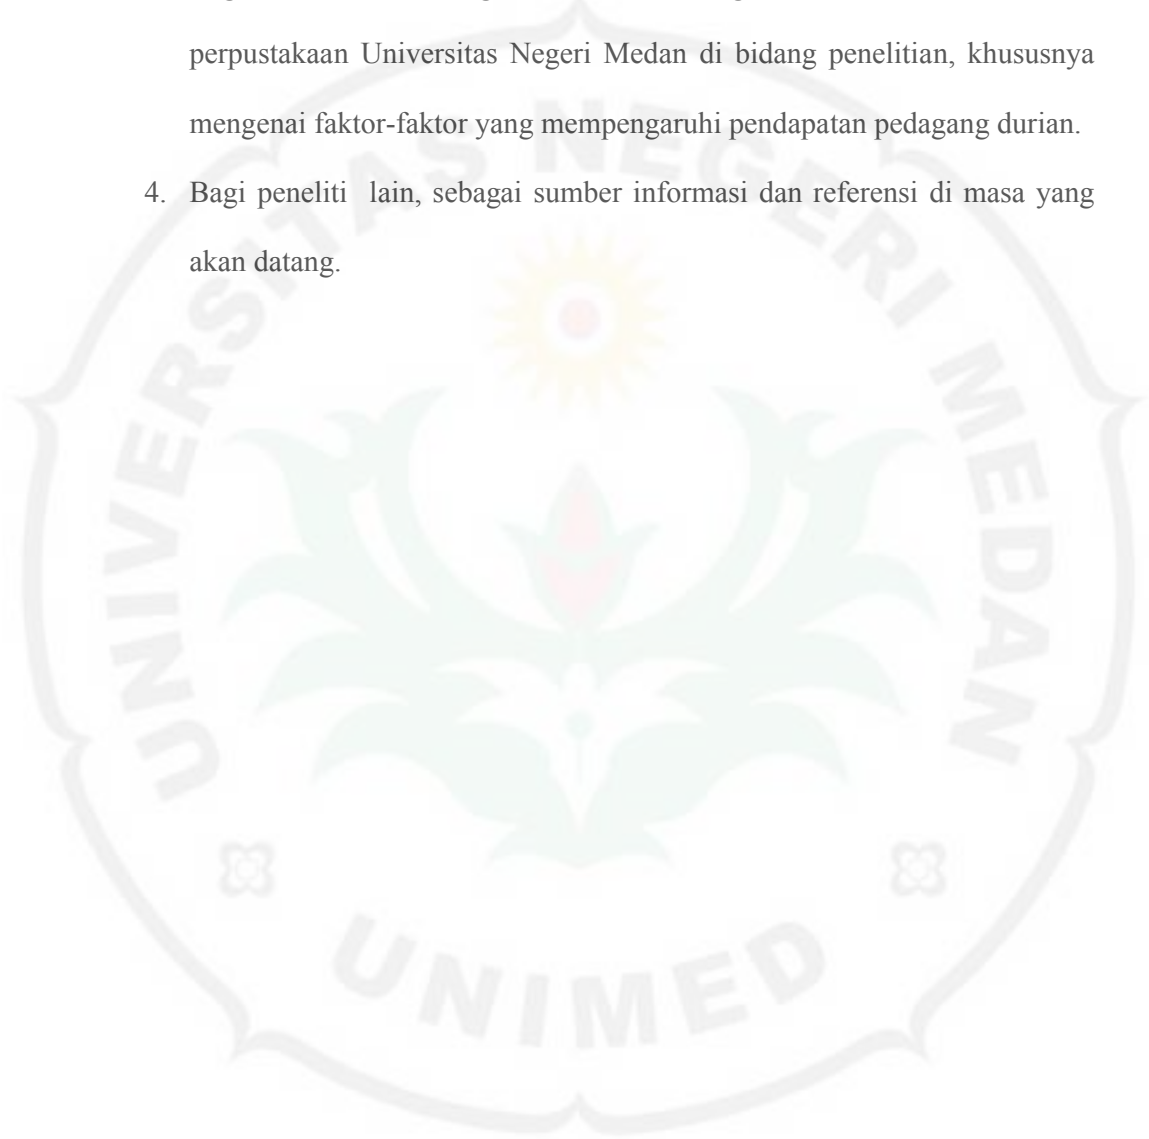 perpustakaan Universitas Negeri Medan di bidang penelitian, khususnya
mengenai faktor-faktor yang mempengaruhi pendapatan pedagang durian.
4. Bagi peneliti lain, sebagai sumber informasi dan referensi di masa yang
akan datang.
UNIVERSITAS NEGERI MEDAN
UNIMED